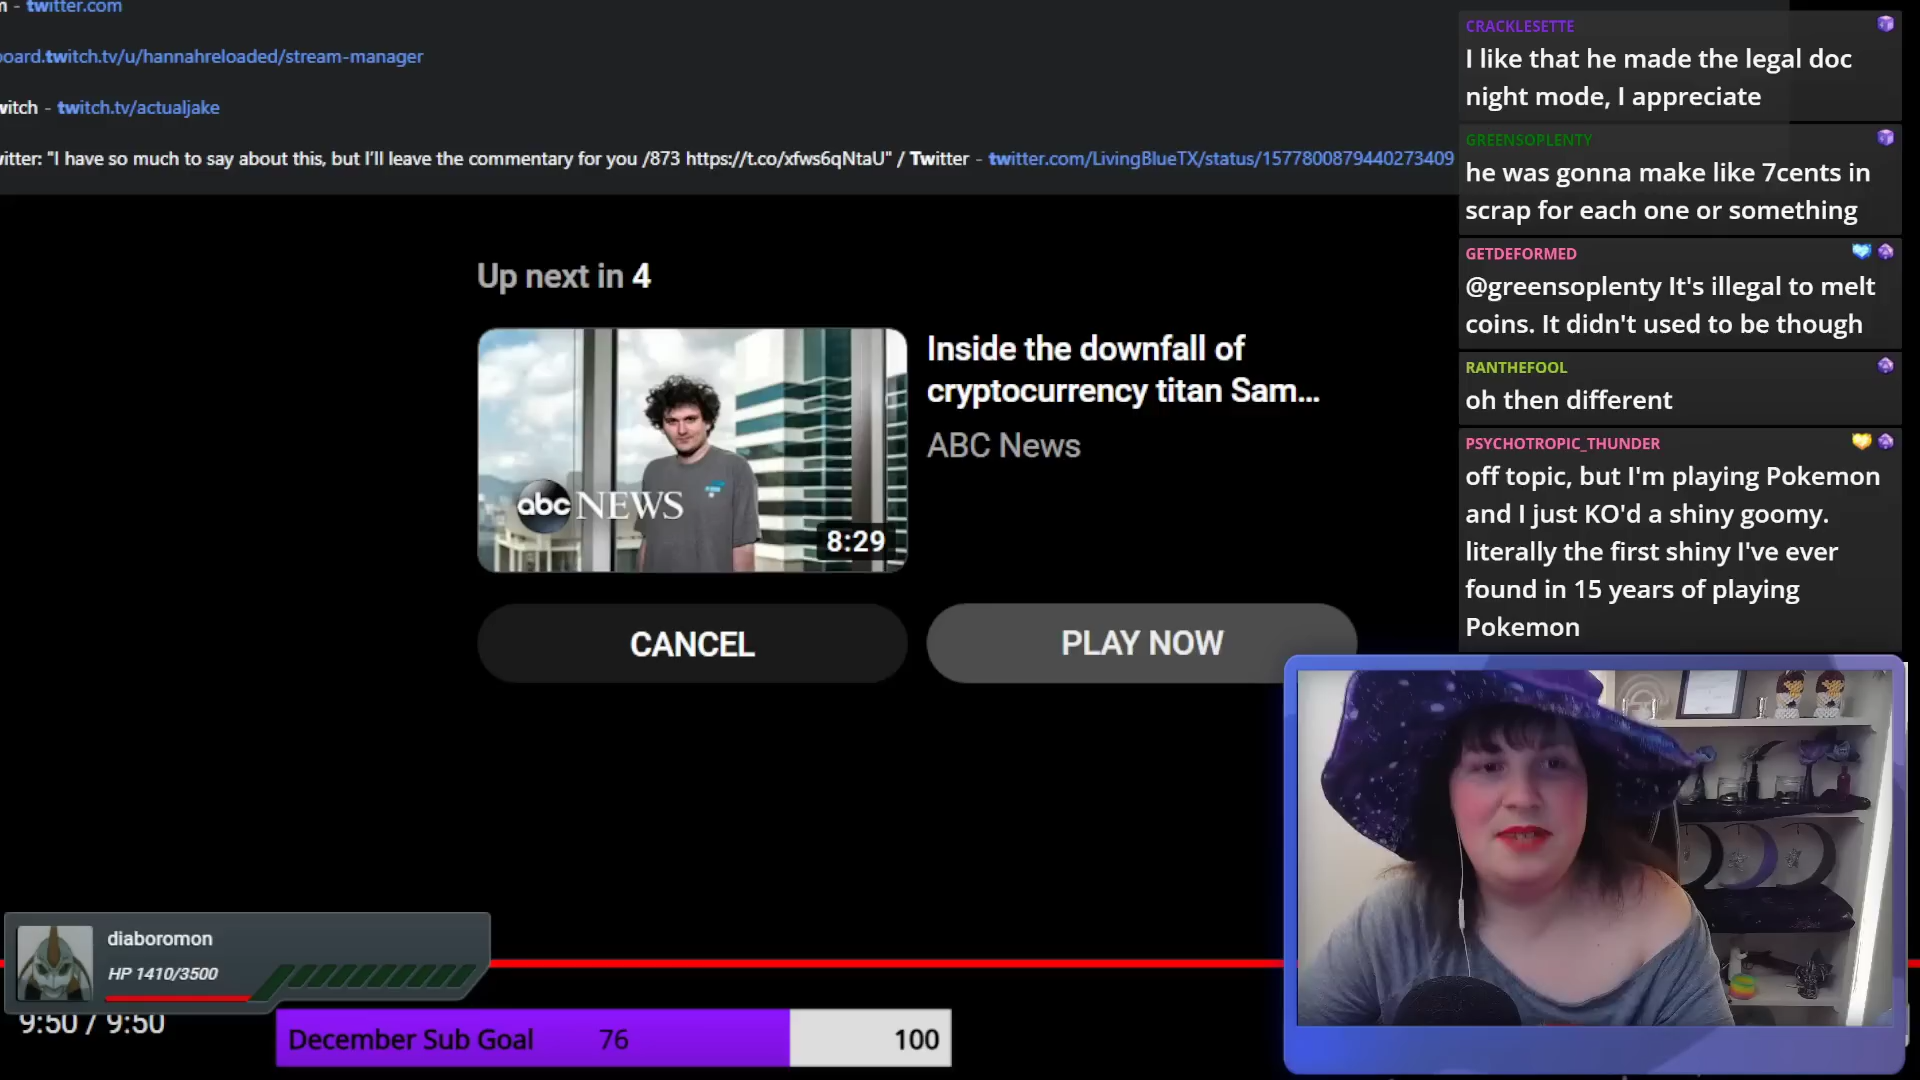 - twitter.com
board.twitch.tv/u/hannahreloaded/stream-manager
witch - twitch.tv/actualjake
witter: "I have so much to say about this, but I'll leave the commentary for you /873 https://t.co/xfws6qNtaU" / Twitter - twitter.com/LivingBlueTX/status/1577800879440273409
Up next in 4
abc NEWS
8:29
Inside the downfall of
cryptocurrency titan Sam...
ABC News
CANCEL
PLAY NOW
CRACKLESETTE
I like that he made the legal doc
night mode, I appreciate
GREENSOPLENTY
he was gonna make like 7cents in
scrap for each one or something
GETDEFORMED
@greensoplenty It's illegal to melt
coins. It didn't used to be though
RANTHEFOOL
oh then different
PSYCHOTROPIC_THUNDER
off topic, but I'm playing Pokemon
and I just KO'd a shiny goomy.
literally the first shiny I've ever
found in 15 years of playing
Pokemon
diaboromon
HP 1410/3500
9:50 / 9:50
December Sub Goal 76 100